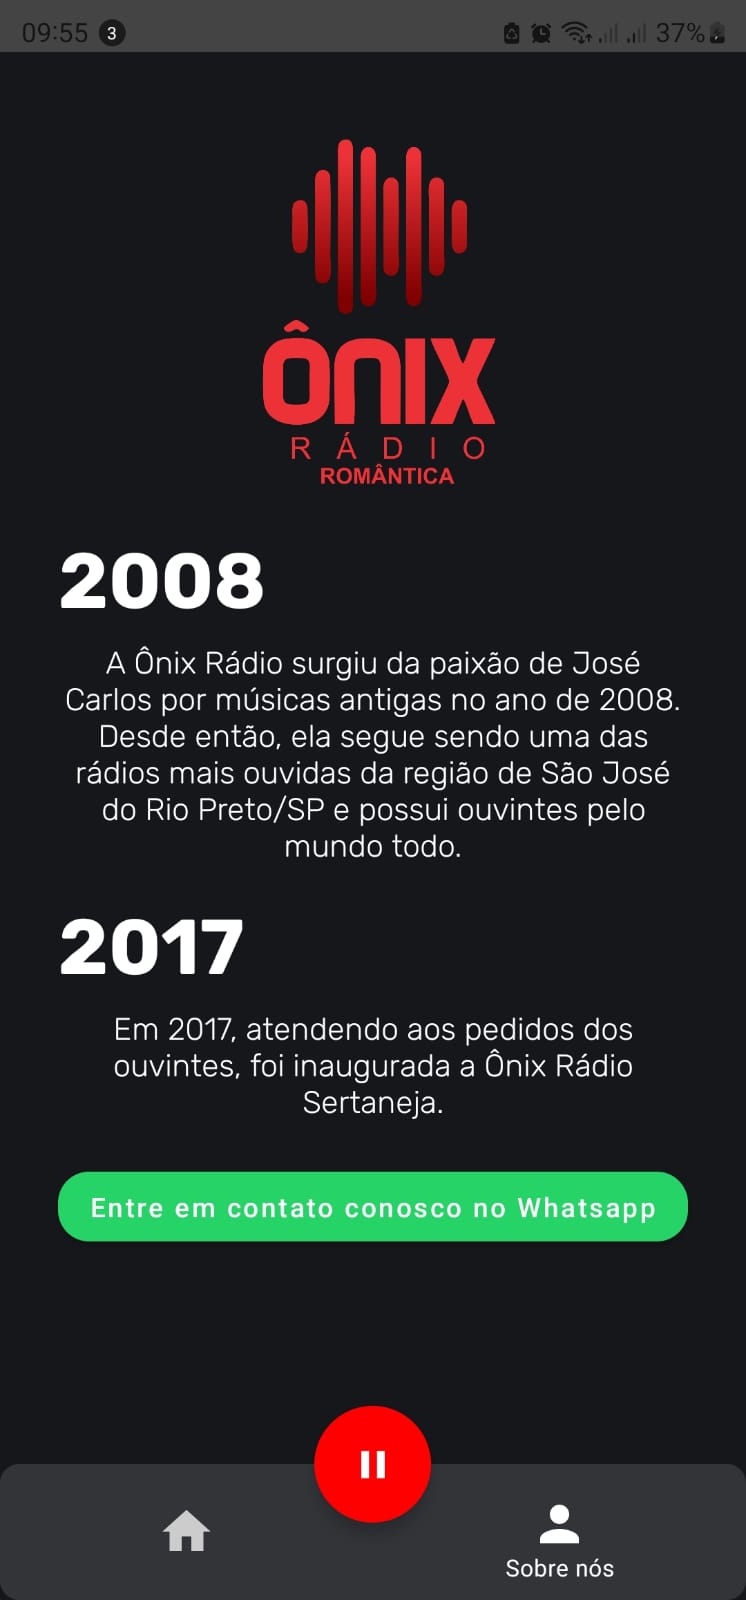 09:55 3 37%
ÔNIX
RÁDIO
ROMÂNTICA
2008
A Ônix Rádio surgiu da paixão de José
Carlos por músicas antigas no ano de 2008.
Desde então, ela segue sendo uma das
rádios mais ouvidas da região de São José
do Rio Preto/SP e possui ouvintes pelo
mundo todo.
2017
Em 2017, atendendo aos pedidos dos
ouvintes, foi inaugurada a Ônix Rádio
Sertaneja.
Entre em contato conosco no Whatsapp
Sobre nós